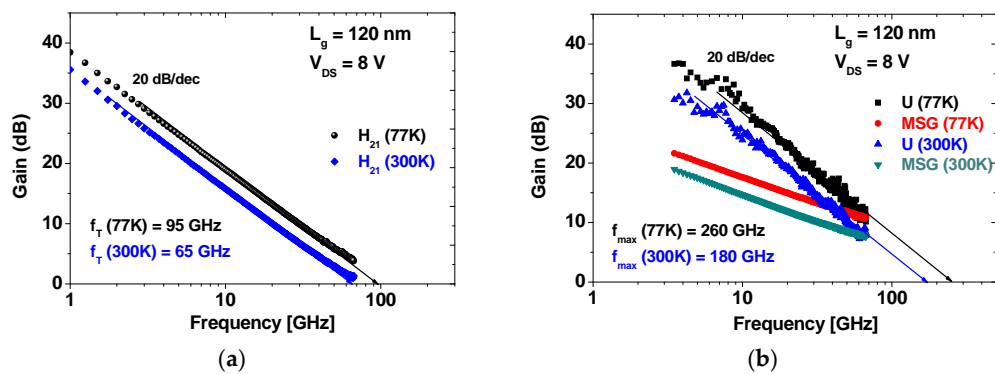 L_g = 120 nm
V_DS = 8 V
20 dB/dec
H_21 (77K)
H_21 (300K)
f_T (77K) = 95 GHz
f_T (300K) = 65 GHz
Gain (dB)
40
30
20
10
0
1
10
100
Frequency [GHz]
(a)
L_g = 120 nm
V_DS = 8 V
20 dB/dec
U (77K)
MSG (77K)
U (300K)
MSG (300K)
f_max (77K) = 260 GHz
f_max (300K) = 180 GHz
Gain (dB)
40
30
20
10
0
1
10
100
Frequency [GHz]
(b)